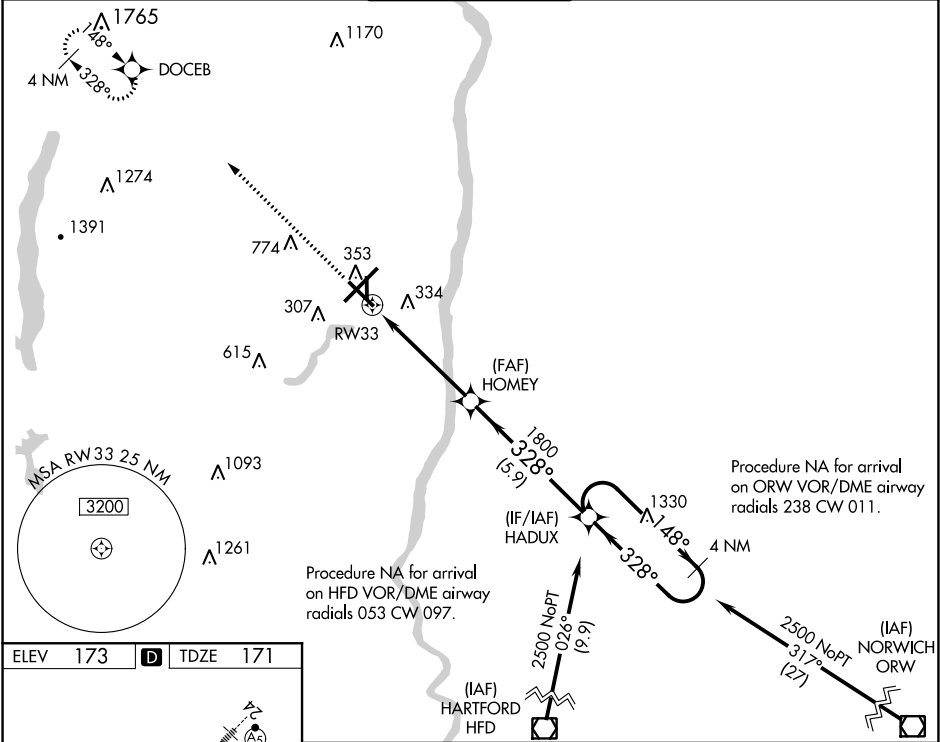 1765
148°
328°
4 NM
DOCEB
1170
1274
1391
774
353
334
307
RW33
615
(FAF)
HOMEY
1800
328°
(5.9)
MSA RW33 25 NM
3200
1093
1261
(IF/IAF)
HADUX
1330
148°
328°
4 NM
Procedure NA for arrival
on ORW VOR/DME airway
radials 238 CW 011.
Procedure NA for arrival
on HFD VOR/DME airway
radials 053 CW 097.
2500 NoPT
026°
(9.9)
2500 NoPT
317°
(27)
(IAF)
NORWICH
ORW
(IAF)
HARTFORD
HFD
ELEV 173 D TDZE 171
24
A5